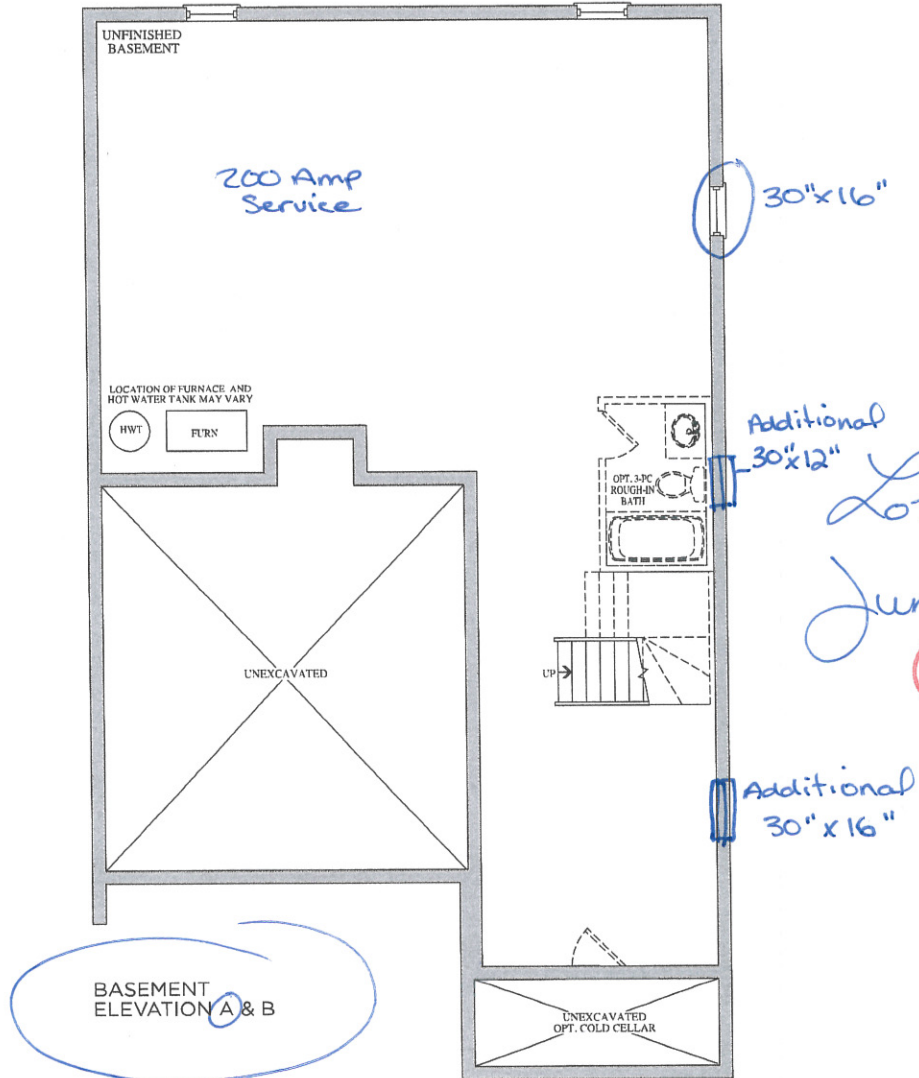 UNFINISHED
BASEMENT
200 Amp
Service
30"x16"
LOCATION OF FURNACE AND
HOT WATER TANK MAY VARY
HWT
FURN
Additional
30"x12"
OPT. 3-PC
ROUGH-IN
BATH
UNEXCAVATED
UP
Additional
30"x16"
BASEMENT
ELEVATION A & B
UNEXCAVATED
OPT. COLD CELLAR